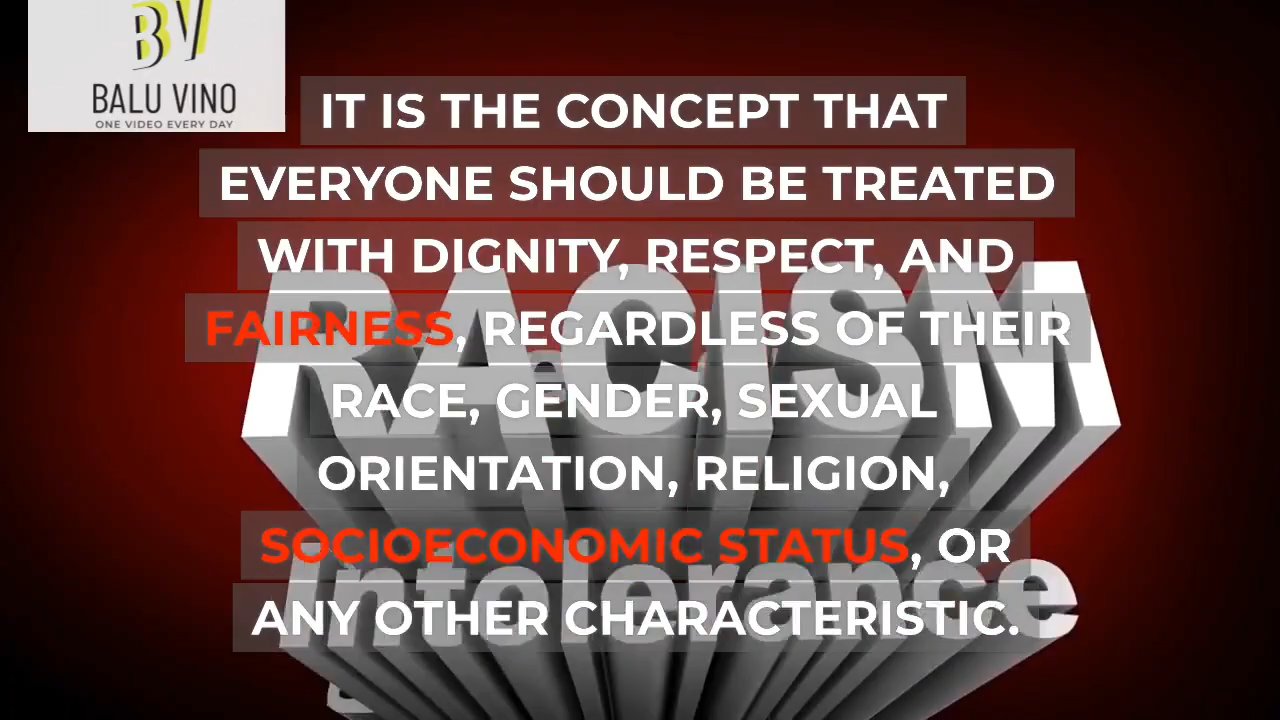 BV
BALU VINO
ONE VIDEO EVERY DAY
IT IS THE CONCEPT THAT
EVERYONE SHOULD BE TREATED
WITH DIGNITY, RESPECT, AND
FAIRNESS, REGARDLESS OF THEIR
RACE, GENDER, SEXUAL
ORIENTATION, RELIGION,
SOCIOECONOMIC STATUS, OR
ANY OTHER CHARACTERISTIC.
RACISM
Intolerance